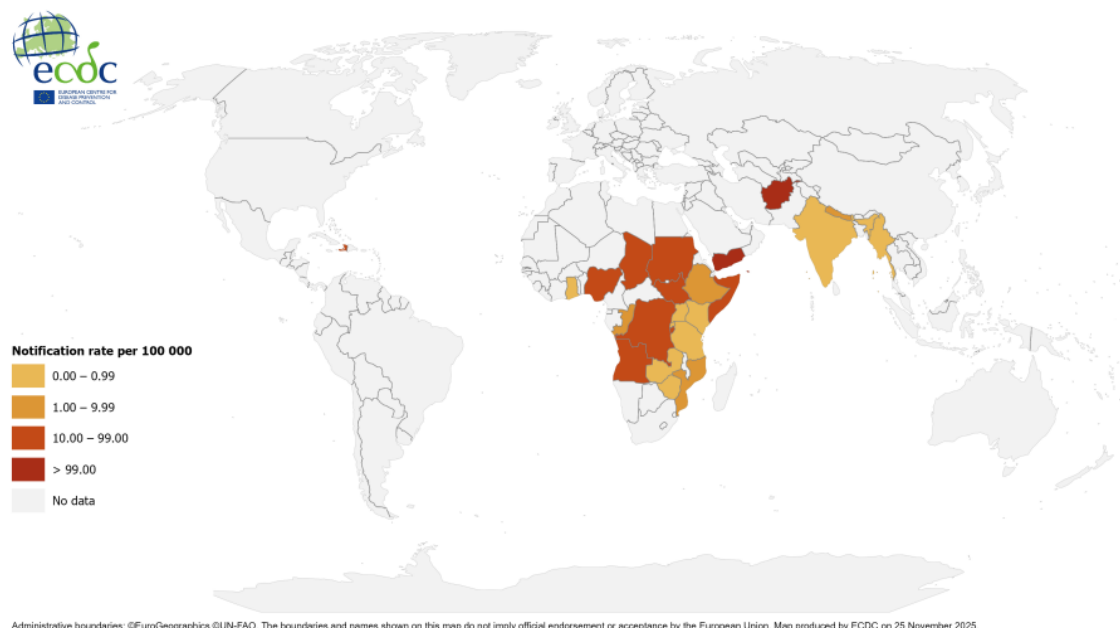 ecdc
EUROPEAN CENTRE FOR
DISEASE PREVENTION
AND CONTROL
Notification rate per 100 000
0.00 – 0.99
1.00 – 9.99
10.00 – 99.00
> 99.00
No data
Administrative boundaries: ©EuroGeographics ©UN-FAO. The boundaries and names shown on this map do not imply official endorsement or acceptance by the European Union. Map produced by ECDC on 25 November 2025